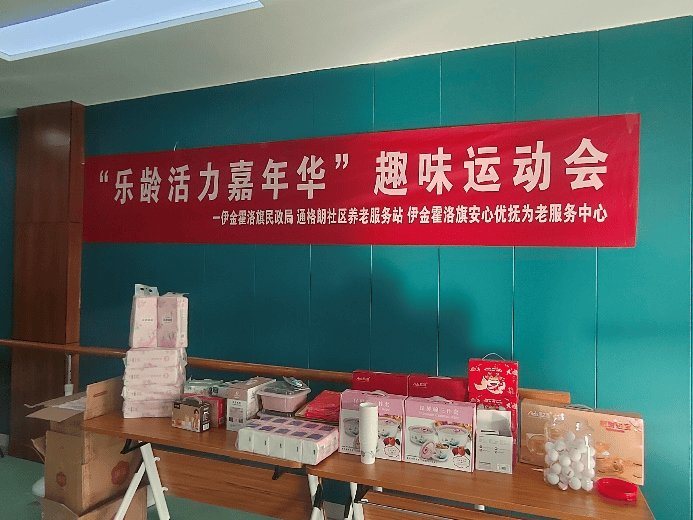 “乐龄活力嘉年华”趣味运动会
—伊金霍洛旗民政局 通格朗社区养老服务站 伊金霍洛旗安心优抚为老服务中心